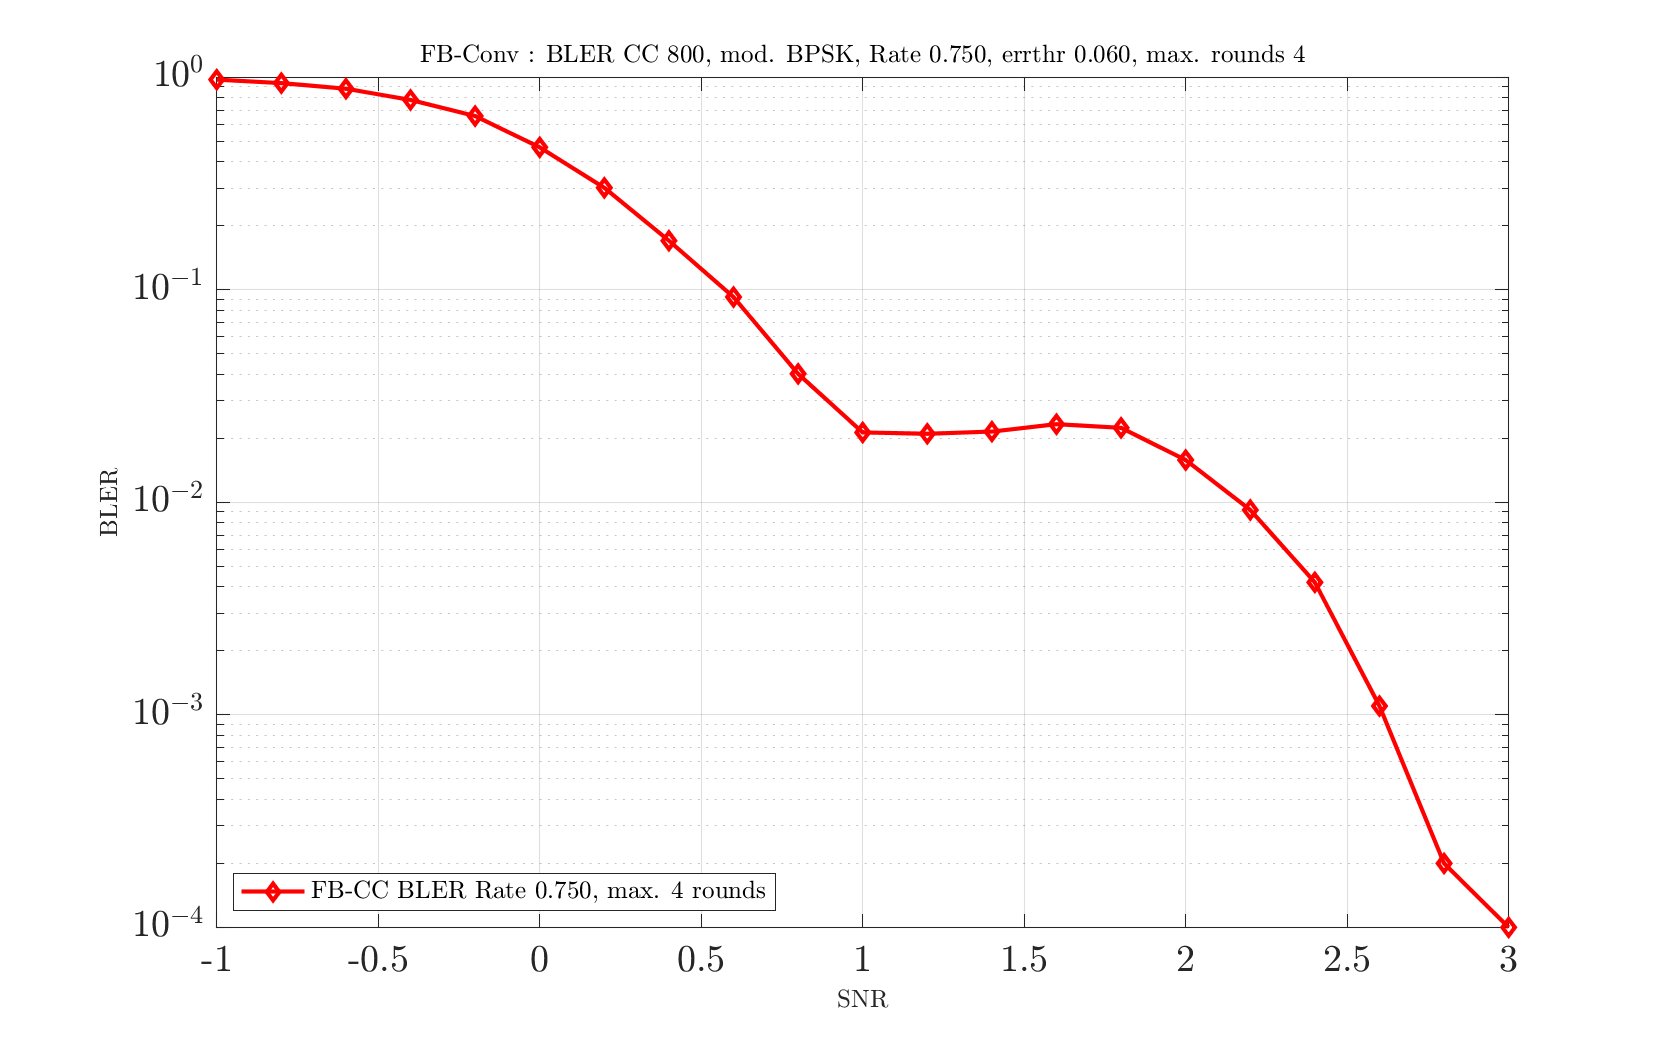 FB-Conv : BLER CC 800, mod. BPSK, Rate 0.750, errthr 0.060, max. rounds 4
10⁰
10⁻¹
10⁻²
10⁻³
10⁻⁴
BLER
FB-CC BLER Rate 0.750, max. 4 rounds
-1 -0.5 0 0.5 1 1.5 2 2.5 3
SNR